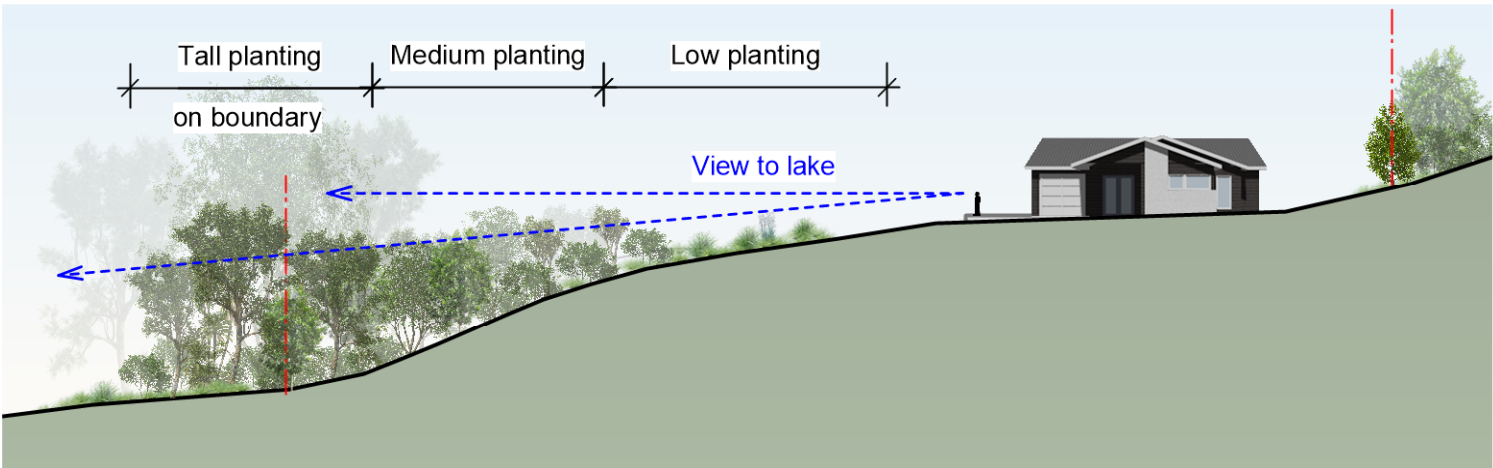 Tall planting
on boundary
Medium planting
Low planting
View to lake